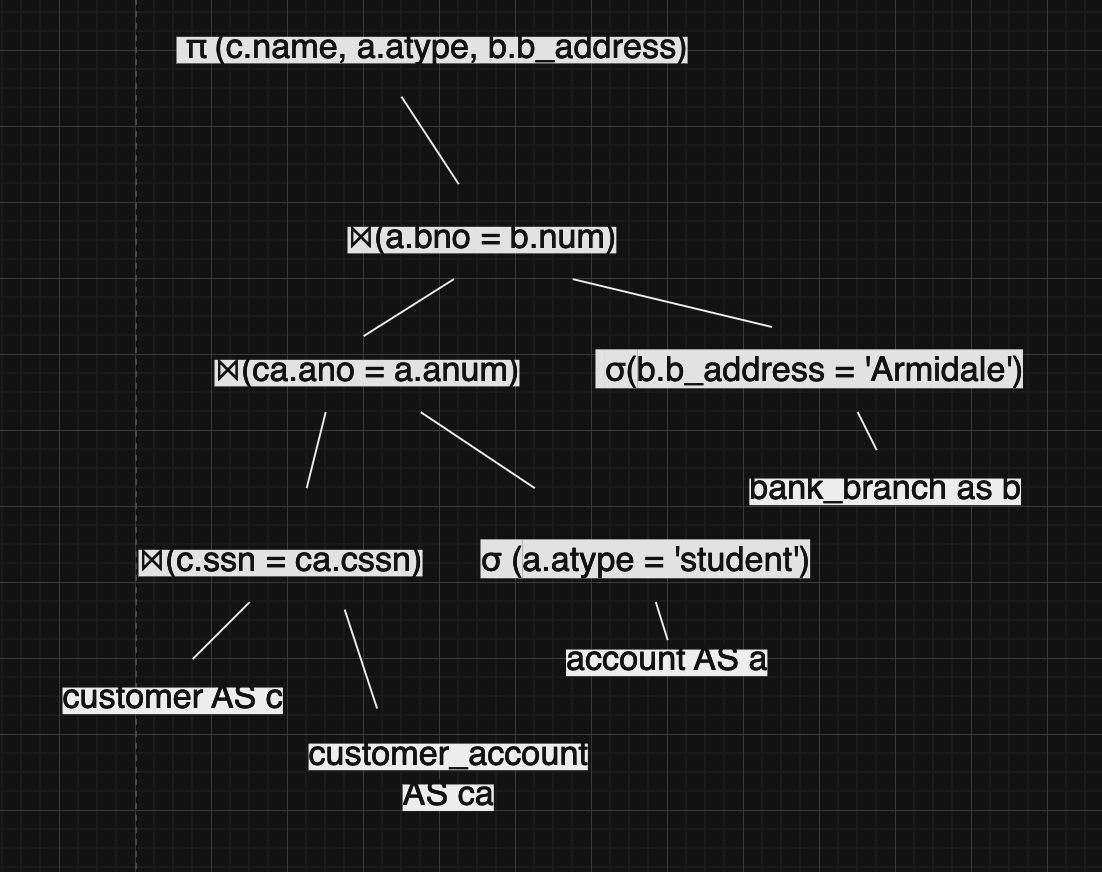 π (c.name, a.atype, b.b_address)
⋈(a.bno = b.num)
⋈(ca.ano = a.anum)
σ(b.b_address = 'Armidale')
bank_branch as b
⋈(c.ssn = ca.cssn)
σ (a.atype = 'student')
account AS a
customer AS c
customer_account
AS ca